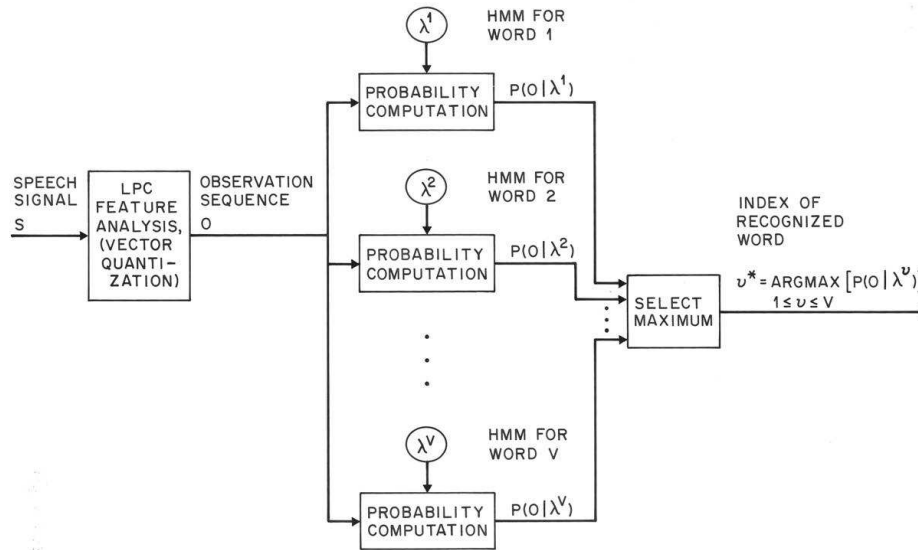 λ¹
HMM FOR
WORD 1
PROBABILITY
COMPUTATION
P(O|λ¹)
SPEECH
SIGNAL
S
LPC
FEATURE
ANALYSIS,
(VECTOR
QUANTI-
ZATION)
OBSERVATION
SEQUENCE
O
λ²
HMM FOR
WORD 2
PROBABILITY
COMPUTATION
P(O|λ²)
λⱽ
HMM FOR
WORD V
PROBABILITY
COMPUTATION
P(O|λⱽ)
SELECT
MAXIMUM
INDEX OF
RECOGNIZED
WORD
υ* = ARGMAX [P(O|λ^υ)
1 ≤ υ ≤ V